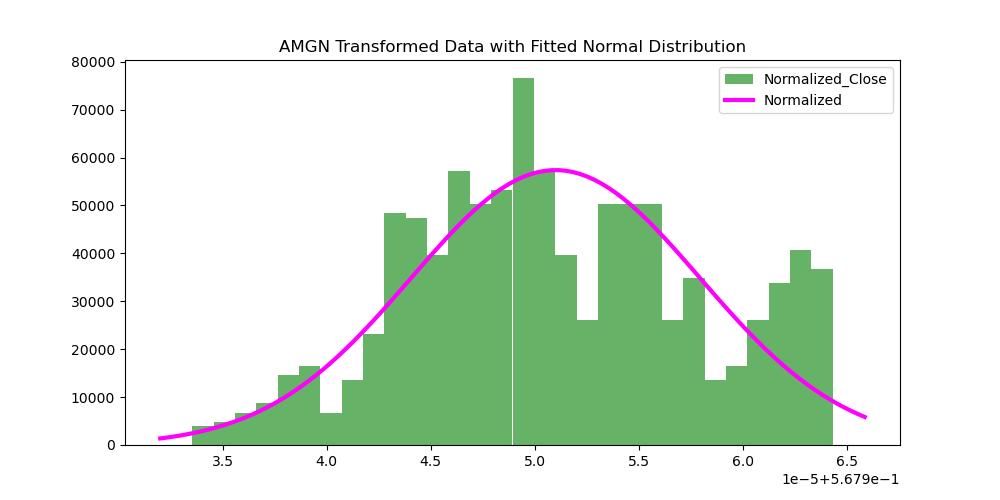 AMGN Transformed Data with Fitted Normal Distribution
Normalized_Close
Normalized
80000
70000
60000
50000
40000
30000
20000
10000
0
3.5 4.0 4.5 5.0 5.5 6.0 6.5
1e−5+5.679e−1